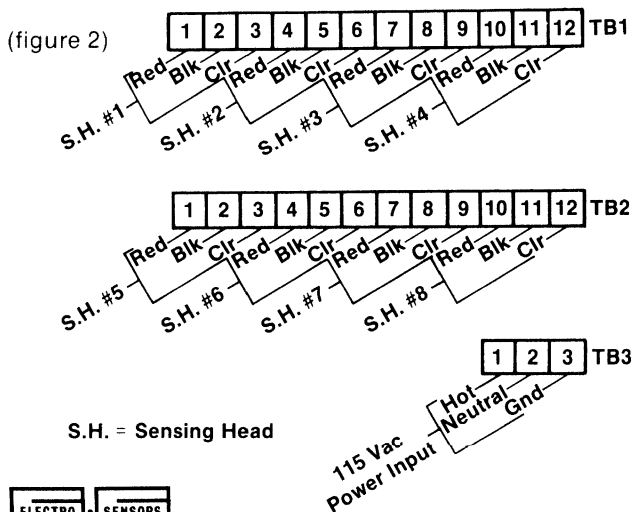 (figure 2)
1 2 3 4 5 6 7 8 9 10 11 12 TB1
Red Blk Clr Red Blk Clr Red Blk Clr Red Blk Clr
S.H. #1 S.H. #2 S.H. #3 S.H. #4
1 2 3 4 5 6 7 8 9 10 11 12 TB2
Red Blk Clr Red Blk Clr Red Blk Clr Red Blk Clr
S.H. #5 S.H. #6 S.H. #7 S.H. #8
1 2 3 TB3
Hot Neutral Gnd
115 Vac
Power Input
S.H. = Sensing Head
ELECTRO SENSORS